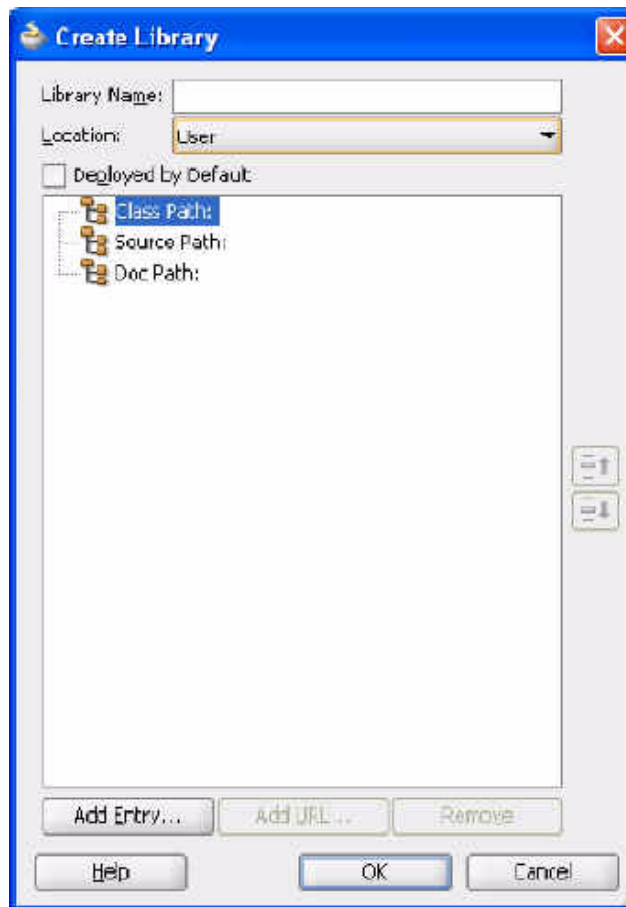 Create Library
Library Name:
Location: User
Deployed by Default
Class Path:
Source Path:
Doc Path:
Add Entry... Add URL ... Remove
Help OK Cancel